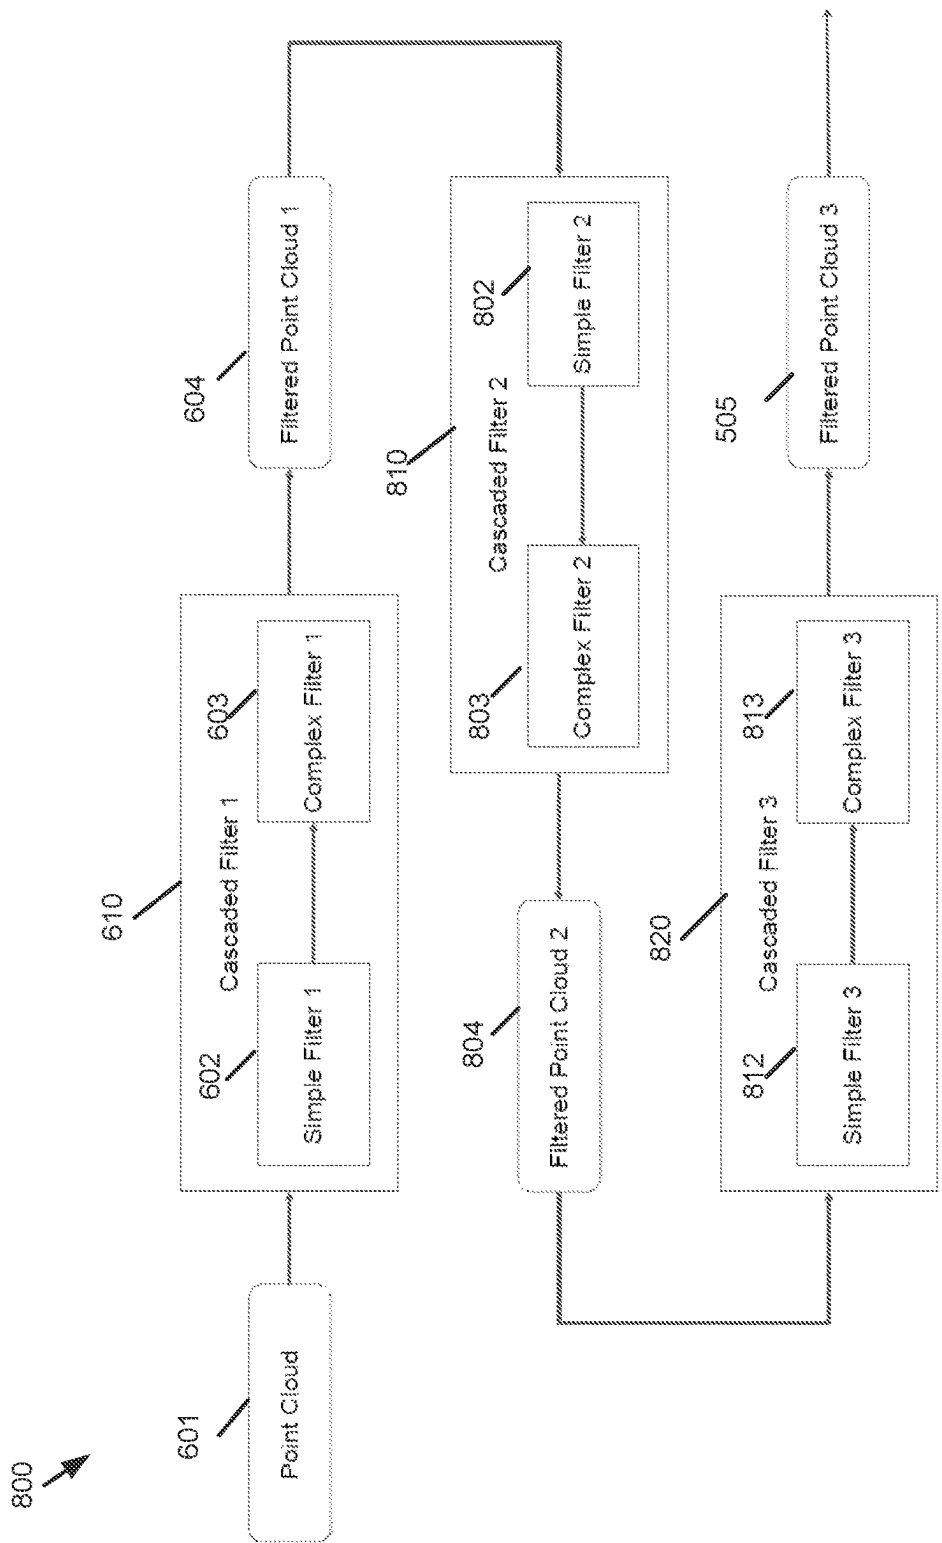 800
601
Point Cloud
610
Cascaded Filter 1
602
Simple Filter 1
603
Complex Filter 1
604
Filtered Point Cloud 1
810
Cascaded Filter 2
802
Simple Filter 2
803
Complex Filter 2
804
Filtered Point Cloud 2
820
Cascaded Filter 3
812
Simple Filter 3
813
Complex Filter 3
505
Filtered Point Cloud 3